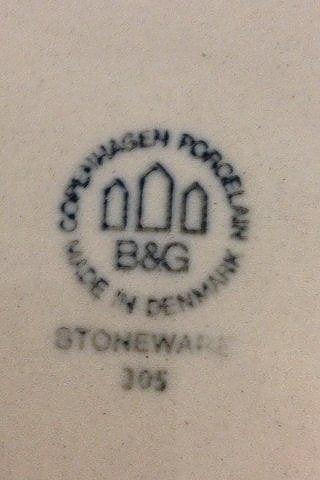 COPENHAGEN PORCELAIN
B&G
MADE IN DENMARK
STONEWARE
305